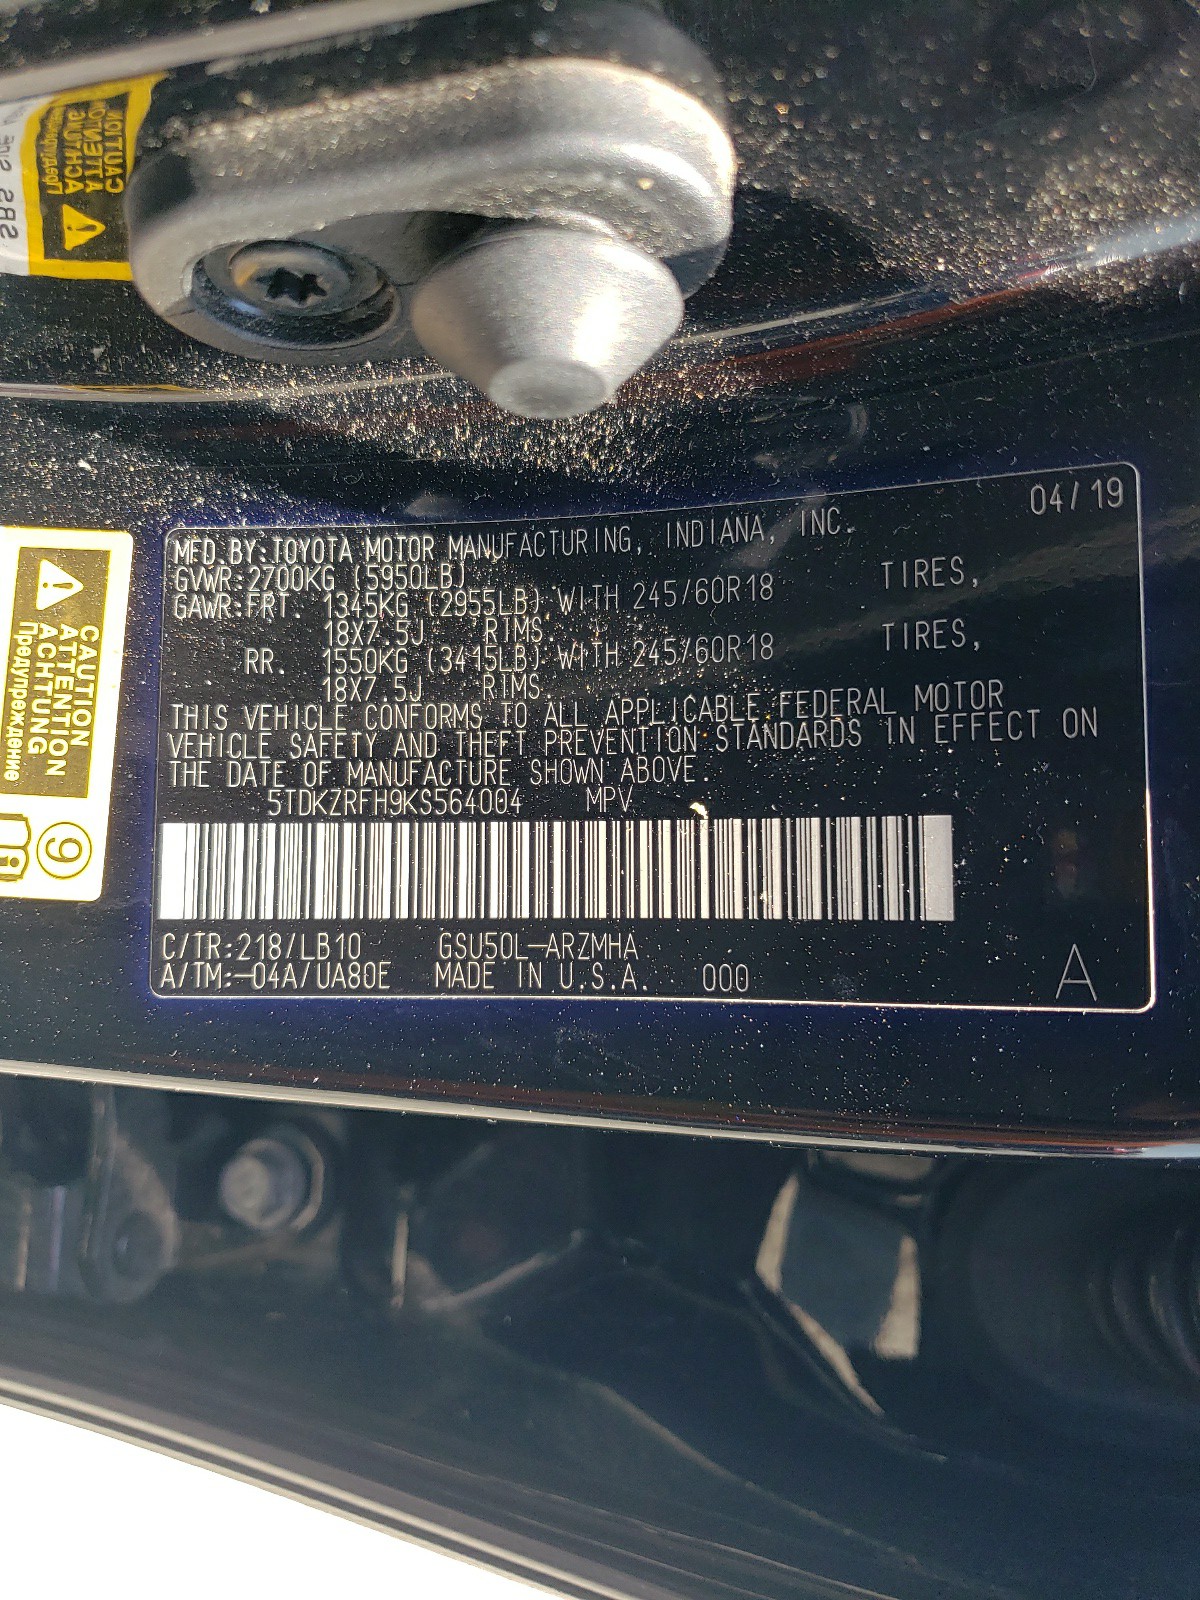 SRS Side
CAUTION
ATTENTION
ACHTUNG
Предупреждение
04/19
MFD. BY: TOYOTA MOTOR MANUFACTURING, INDIANA, INC.
GVWR: 2700KG (5950LB)
GAWR: FRT. 1345KG (2955LB) WITH 245/60R18 TIRES,
18X7.5J RIMS.
RR. 1550KG (3415LB) WITH 245/60R18 TIRES,
18X7.5J RIMS.
THIS VEHICLE CONFORMS TO ALL APPLICABLE FEDERAL MOTOR
VEHICLE SAFETY AND THEFT PREVENTION STANDARDS IN EFFECT ON
THE DATE OF MANUFACTURE SHOWN ABOVE.
5TDKZRFH9KS564004 MPV
C/TR: 218/LB10 GSU50L-ARZMHA
A/TM: -04A/UA80E MADE IN U.S.A. 000
A
CAUTION
ATTENTION
ACHTUNG
Предупреждение